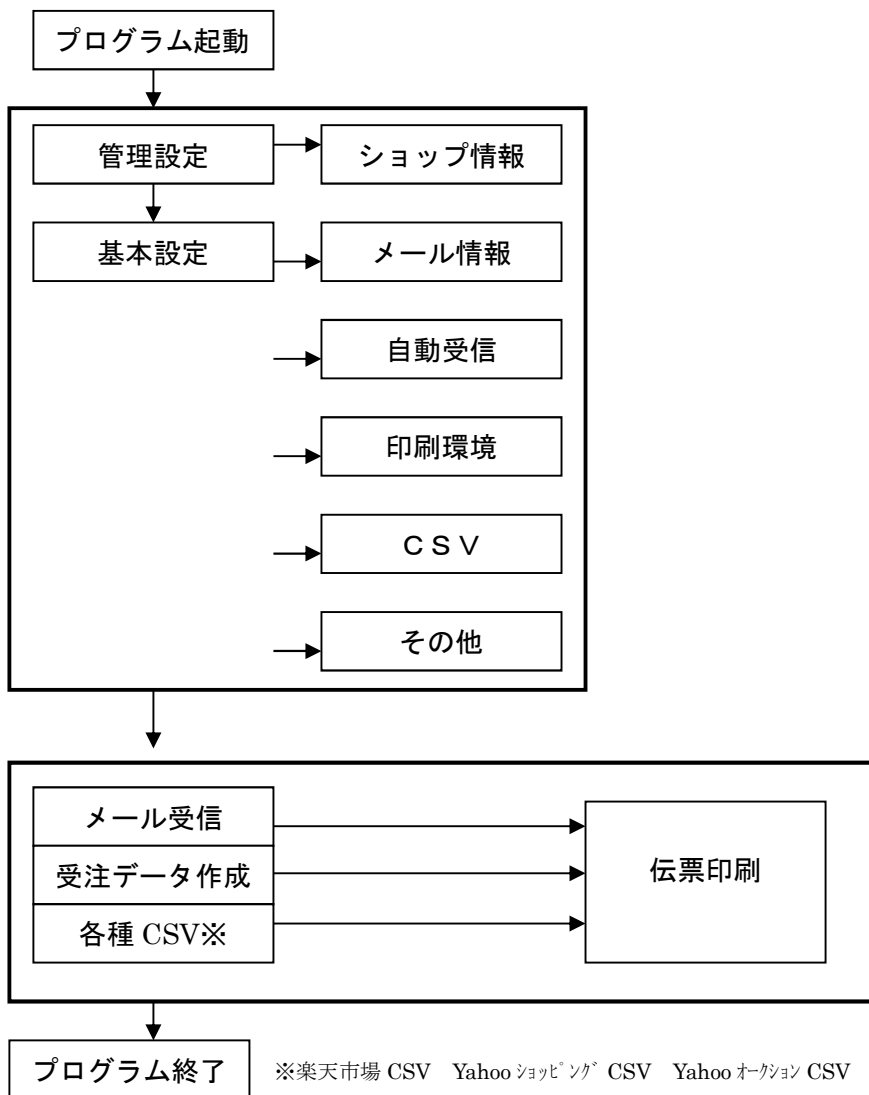 プログラム起動
管理設定
ショップ情報
基本設定
メール情報
自動受信
印刷環境
ＣＳＶ
その他
メール受信
受注データ作成
各種 CSV※
伝票印刷
プログラム終了
※楽天市場 CSV　Yahoo ｼｮｯﾋﾟﾝｸﾞ CSV　Yahoo ｵｰｸｼｮﾝ CSV